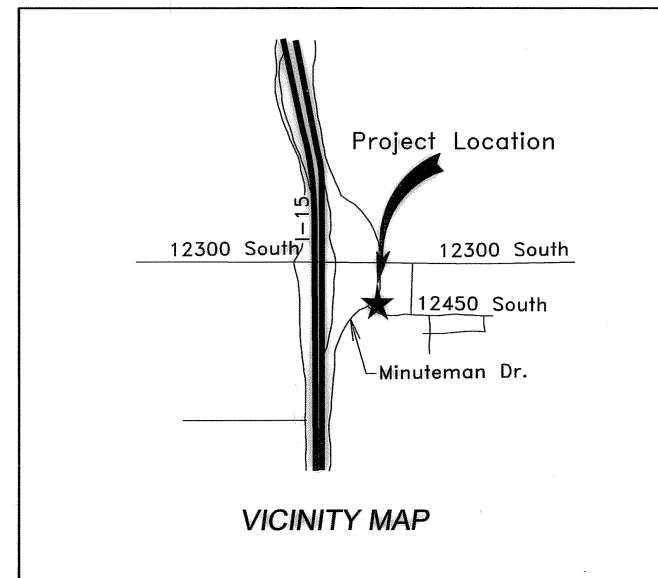 Project Location
I-15
12300 South
12300 South
12450 South
Minuteman Dr.
VICINITY MAP